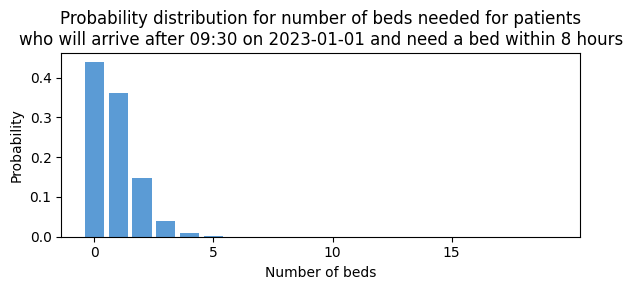 Probability distribution for number of beds needed for patients
who will arrive after 09:30 on 2023-01-01 and need a bed within 8 hours
Probability
0.4
0.3
0.2
0.1
0.0
0
5
10
15
Number of beds